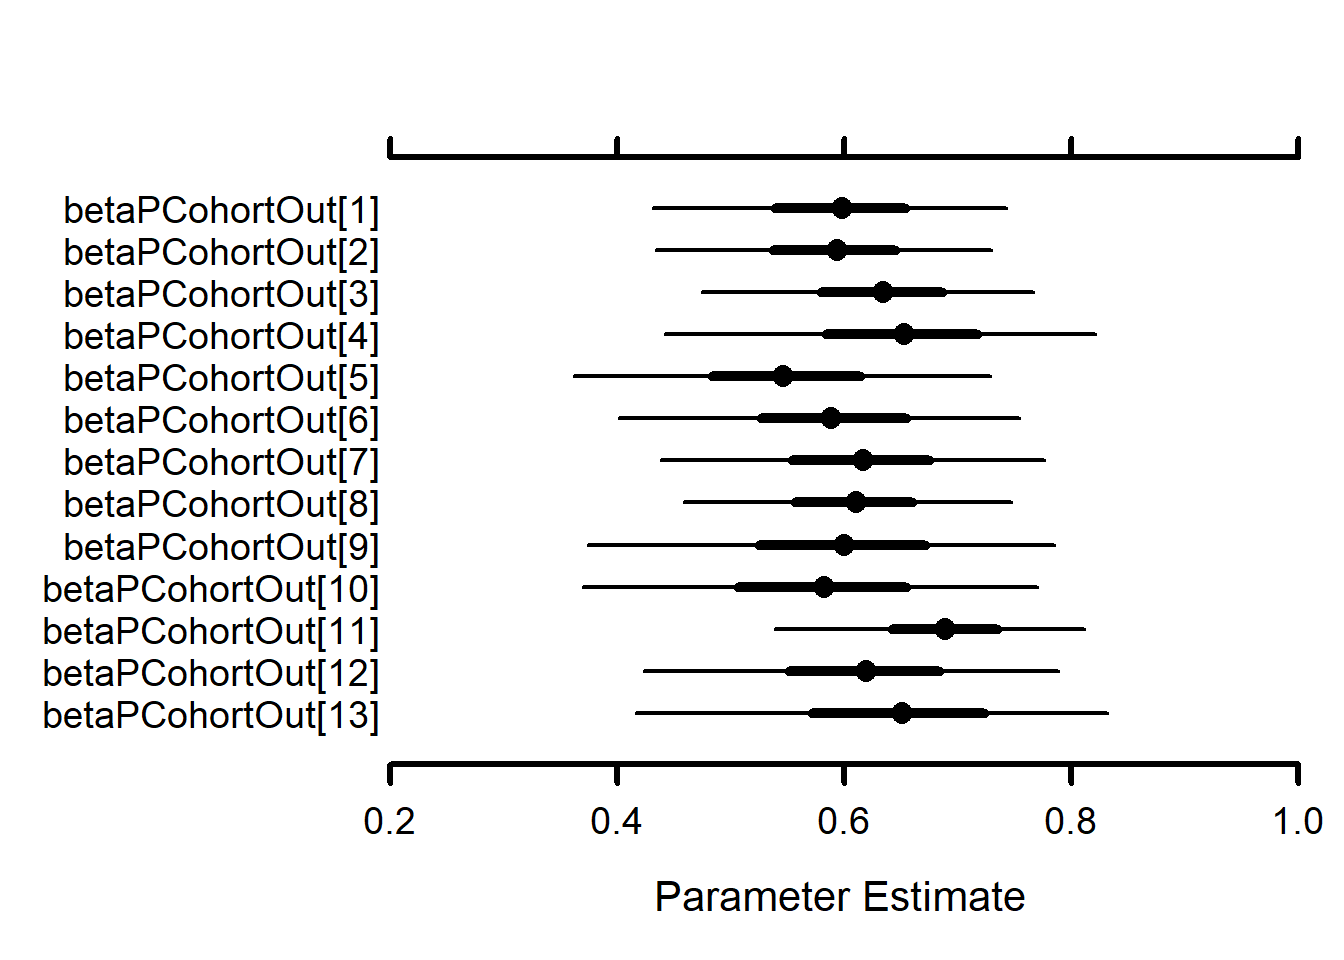 betaPCohortOut[1]
betaPCohortOut[2]
betaPCohortOut[3]
betaPCohortOut[4]
betaPCohortOut[5]
betaPCohortOut[6]
betaPCohortOut[7]
betaPCohortOut[8]
betaPCohortOut[9]
betaPCohortOut[10]
betaPCohortOut[11]
betaPCohortOut[12]
betaPCohortOut[13]
0.2 0.4 0.6 0.8 1.0
Parameter Estimate